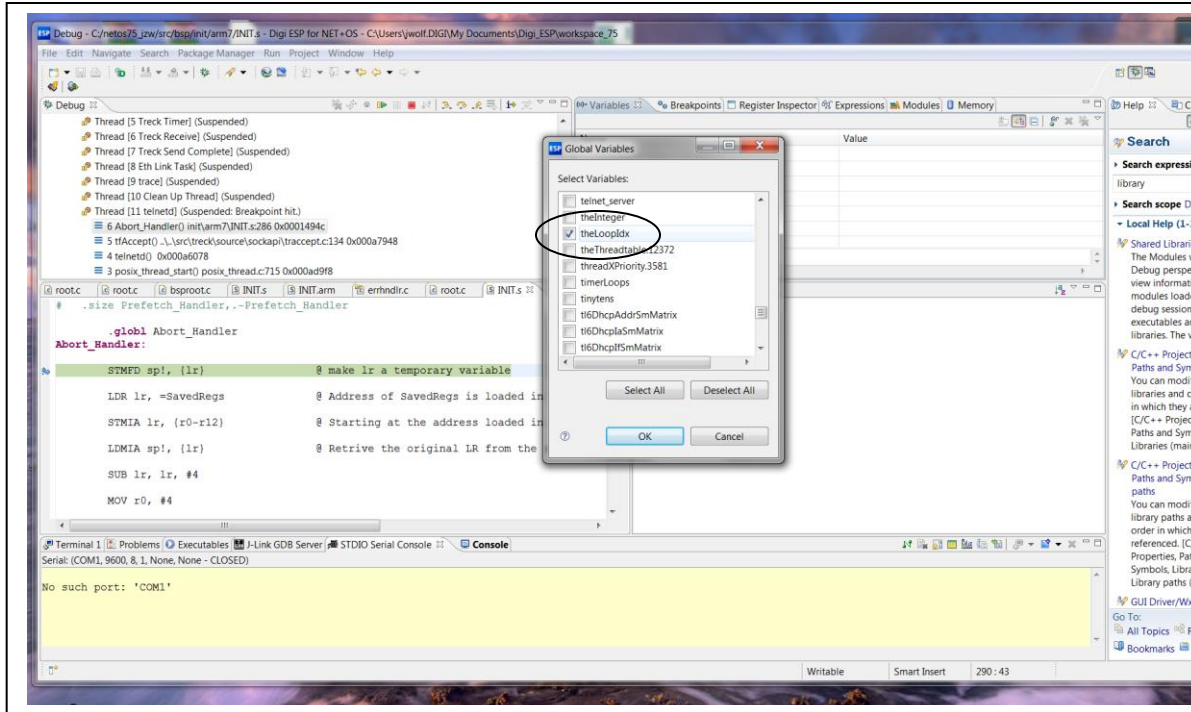 Debug - C:/netos75_jzw/src/bsp/init/arm7/INIT.s - Digi ESP for NET+OS - C:\Users\jwolf.DIGI\My Documents\Digi_ESP\workspace_75
File Edit Navigate Search Package Manager Run Project Window Help
Debug
Thread [5 Treck Timer] (Suspended)
Thread [6 Treck Receive] (Suspended)
Thread [7 Treck Send Complete] (Suspended)
Thread [8 Eth Link Task] (Suspended)
Thread [9 trace] (Suspended)
Thread [10 Clean Up Thread] (Suspended)
Thread [11 telnetd] (Suspended: Breakpoint hit.)
6 Abort_Handler() init\arm7\INIT.s:286 0x0001494c
5 tfAccept() ..\..\src\treck\source\sockapi\traccept.c:134 0x000a7948
4 telnetd() 0x000a6078
3 posix_thread_start() posix_thread.c:715 0x000ad9f8
Variables Breakpoints Register Inspector Expressions Modules Memory
Value
Global Variables
Select Variables:
telnet_server
theInteger
theLoopIdx
theThreadtable.12372
threadXPriority.3581
timerLoops
tinytens
tl6DhcpAddrSmMatrix
tl6DhcpIaSmMatrix
tl6DhcpIfSmMatrix
Select All Deselect All
OK Cancel
root.c root.c bsproot.c INIT.s INIT.arm errhndlr.c root.c INIT.s
# .size Prefetch_Handler,.-Prefetch_Handler
.globl Abort_Handler
Abort_Handler:
STMFD sp!, {lr} @ make lr a temporary variable
LDR lr, =SavedRegs @ Address of SavedRegs is loaded in
STMIA lr, {r0-r12} @ Starting at the address loaded in
LDMIA sp!, {lr} @ Retrive the original LR from the
SUB lr, lr, #4
MOV r0, #4
Terminal 1 Problems Executables J-Link GDB Server STDIO Serial Console Console
Serial: (COM1, 9600, 8, 1, None, None - CLOSED)
No such port: 'COM1'
Writable Smart Insert 290 : 43
Help
Search
Search expressi
library
Search scope D
Local Help (1-
Shared Librari
The Modules v
Debug perspe
view informat
modules load
debug session
executables a
libraries. The v
C/C++ Project
Paths and Sym
You can modi
libraries and c
in which they a
[C/C++ Projec
Paths and Sym
Libraries (mai
C/C++ Project
Paths and Sym
paths
You can modi
library paths a
order in which
referenced. [C
Properties, Pat
Symbols, Libra
Library paths (
GUI Driver/Wx
Go To:
All Topics
Bookmarks